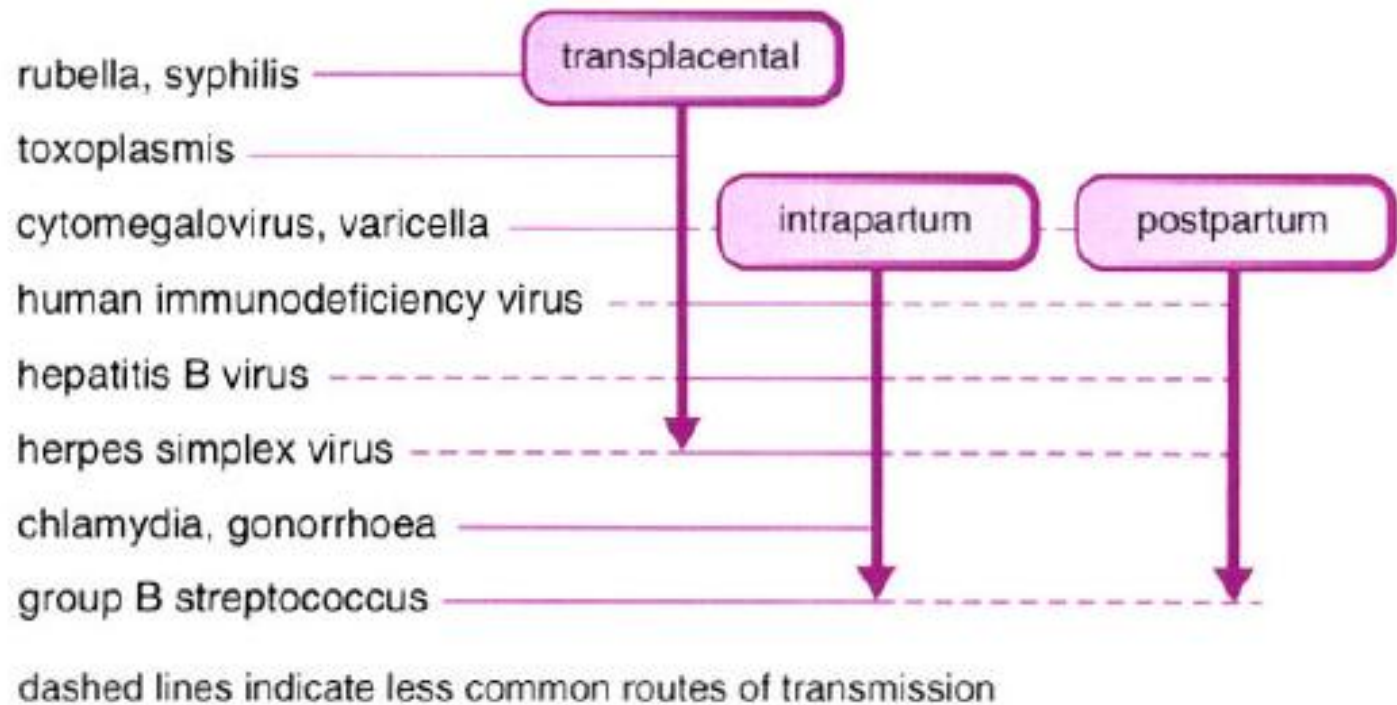 transplacental
rubella, syphilis
toxoplasmis
cytomegalovirus, varicella
intrapartum
postpartum
human immunodeficiency virus
hepatitis B virus
herpes simplex virus
chlamydia, gonorrhoea
group B streptococcus
dashed lines indicate less common routes of transmission